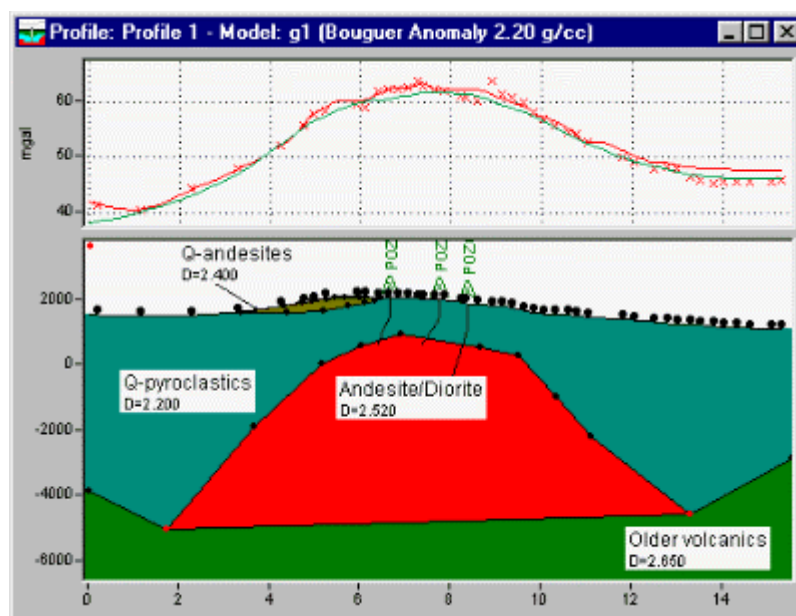 Profile: Profile 1 - Model: g1 (Bouguer Anomaly 2.20 g/cc)
60
50
40
mgal
Q-andesites
D=2.400
POZ
POZ
POZ
2000
0
-2000
-4000
-6000
Q-pyroclastics
D=2.200
Andesite/Diorite
D=2.520
Older volcanics
D=2.650
0
2
4
6
8
10
12
14